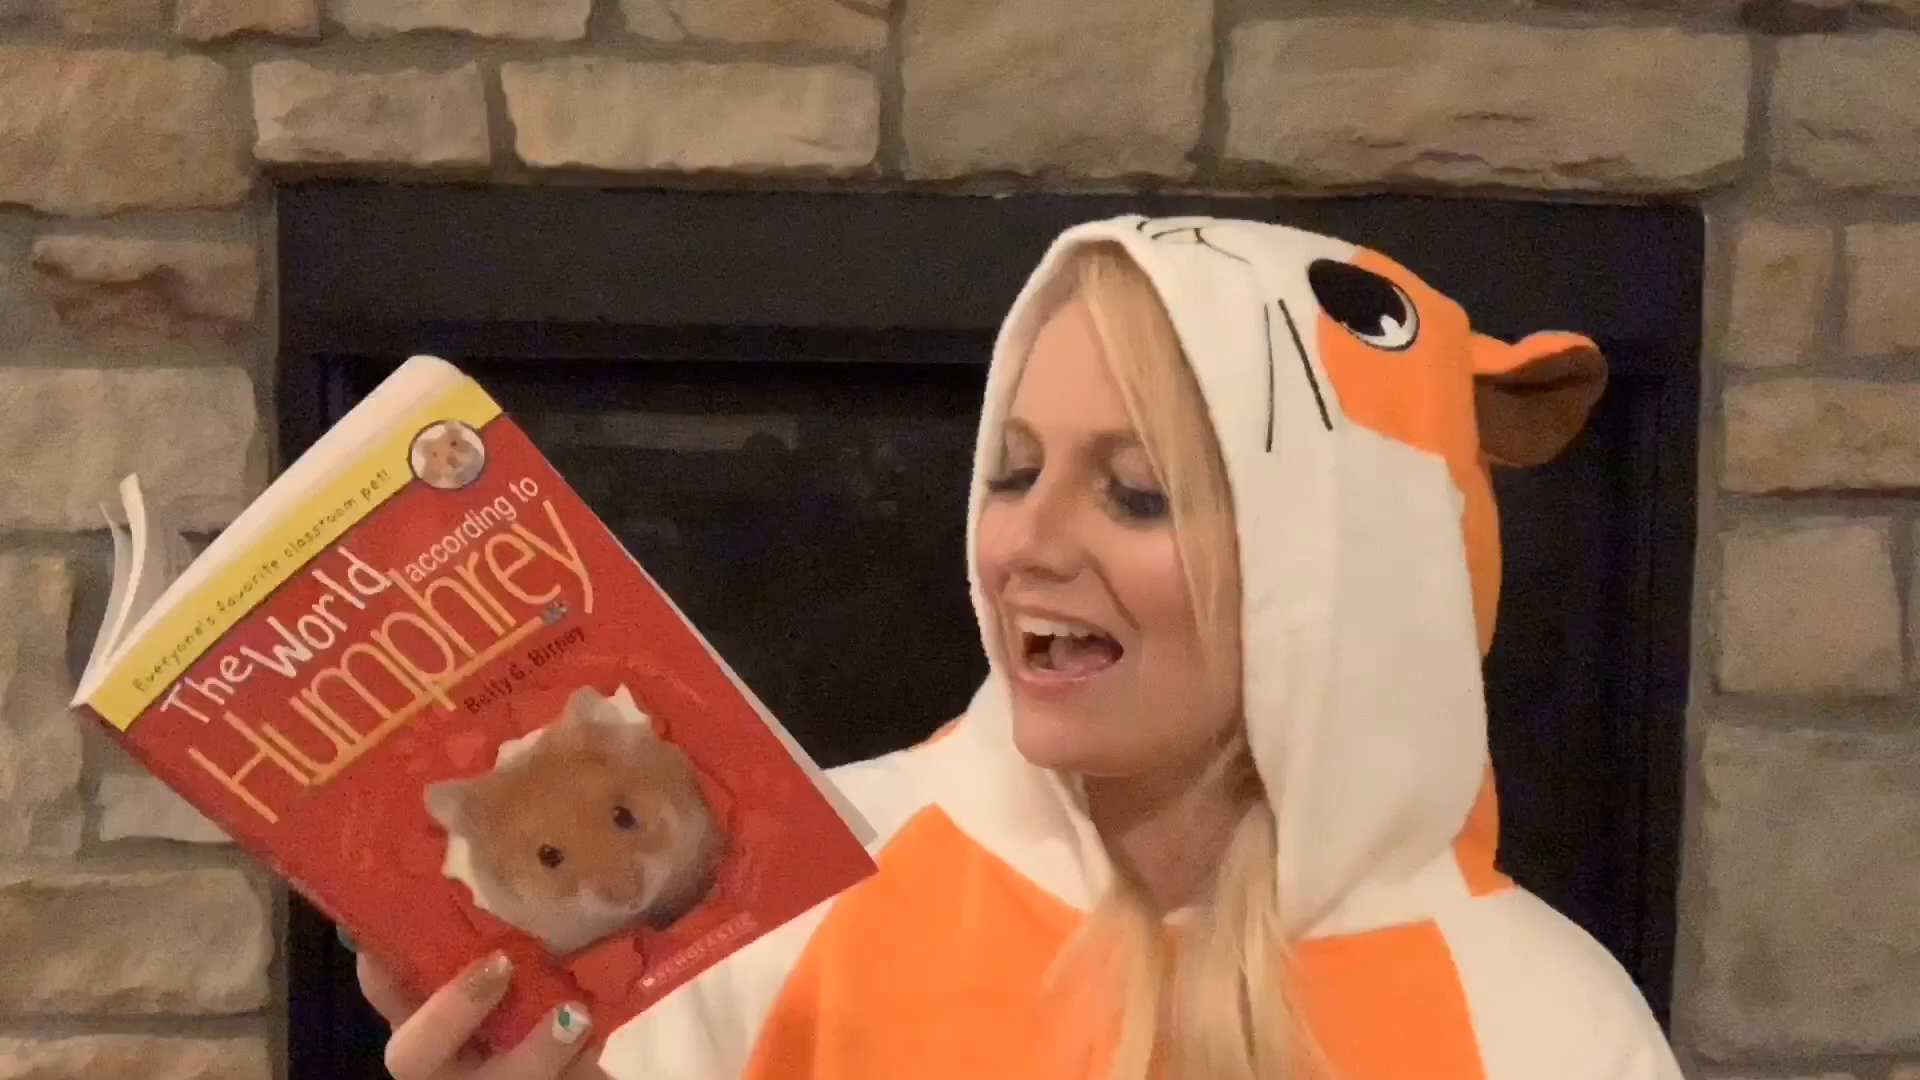 Everyone's favorite classroom pet!
The World
according to
Humphrey
Betty G. Birney
SCHOLASTIC